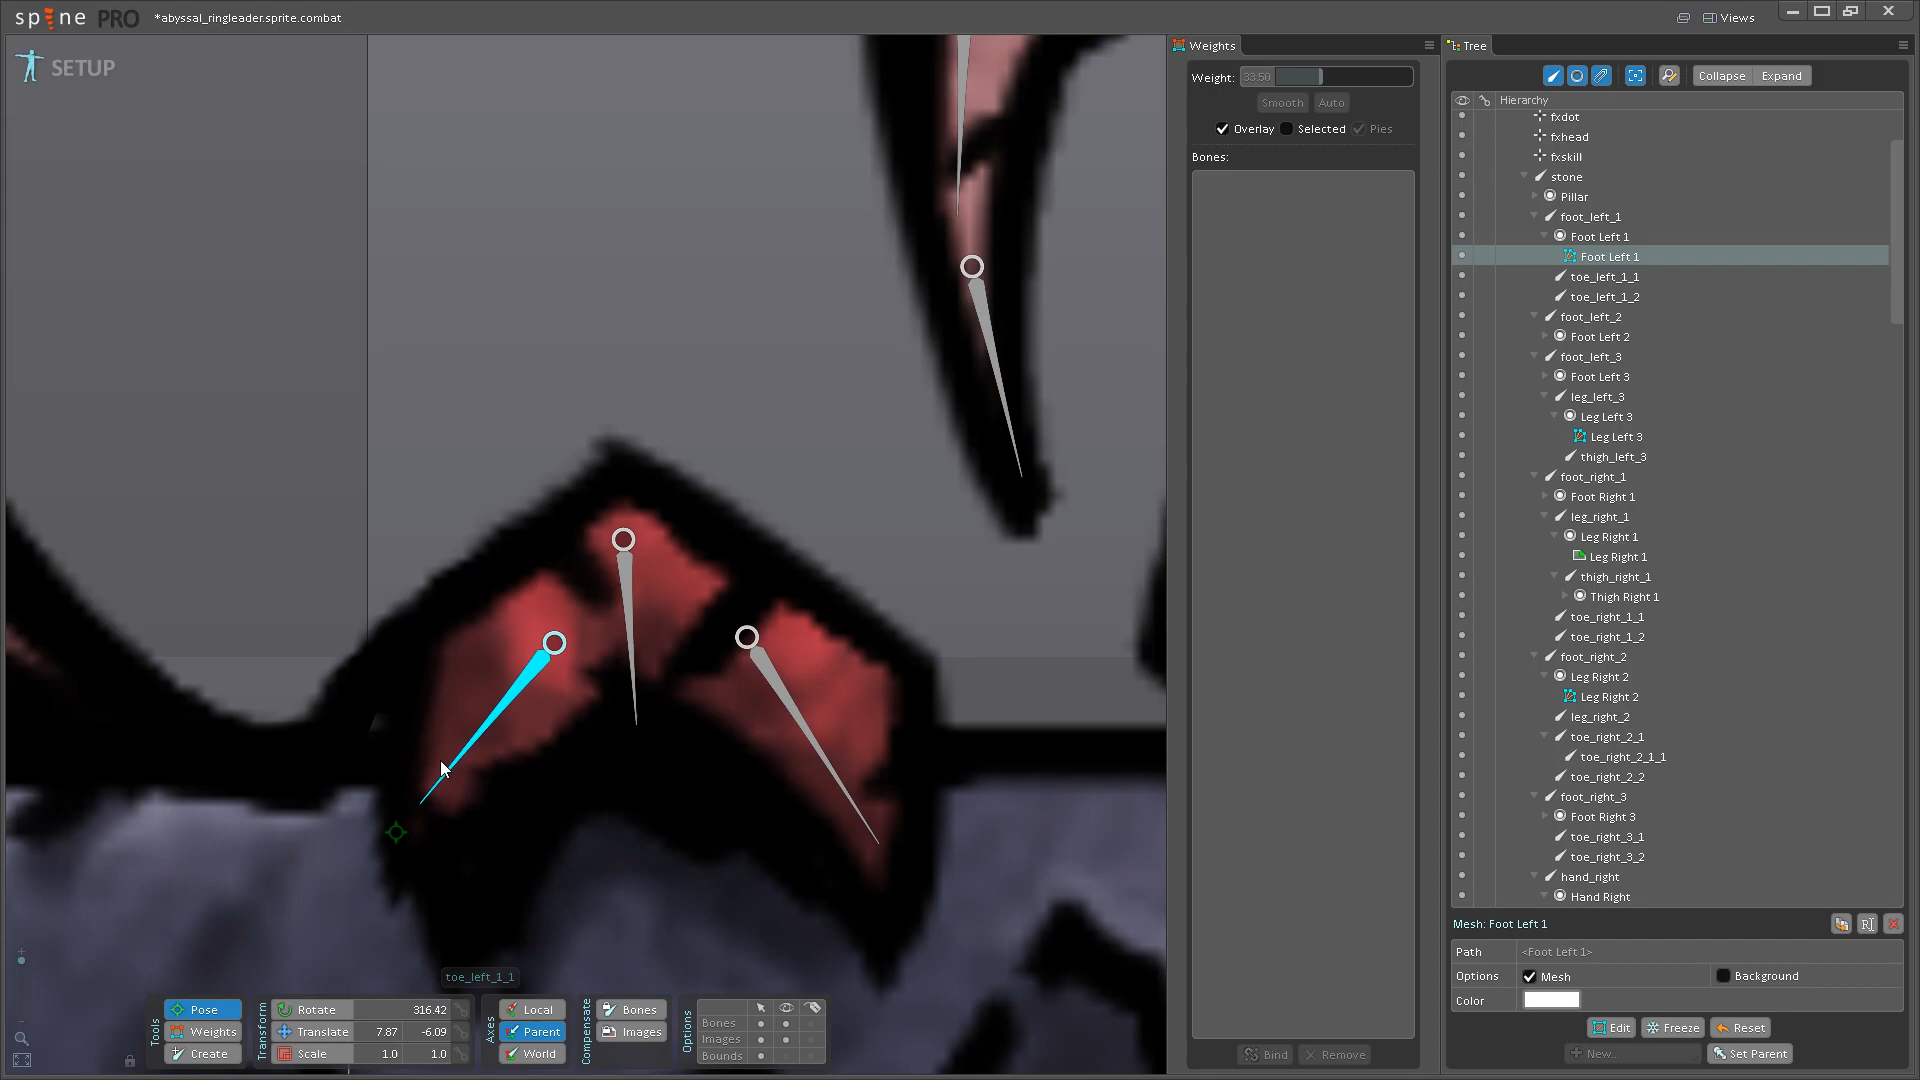 spine PRO
*abyssal_ringleader.sprite.combat
Views
SETUP
Weights
Weight: 33.50
Smooth
Auto
Overlay
Selected
Pies
Bones:
Bind
Remove
Tree
Collapse
Expand
Hierarchy
fxdot
fxhead
fxskill
stone
Pillar
foot_left_1
Foot Left 1
Foot Left 1
toe_left_1_1
toe_left_1_2
foot_left_2
Foot Left 2
foot_left_3
Foot Left 3
leg_left_3
Leg Left 3
Leg Left 3
thigh_left_3
foot_right_1
Foot Right 1
leg_right_1
Leg Right 1
Leg Right 1
thigh_right_1
Thigh Right 1
toe_right_1_1
toe_right_1_2
foot_right_2
Leg Right 2
Leg Right 2
leg_right_2
toe_right_2_1
toe_right_2_1_1
toe_right_2_2
foot_right_3
Foot Right 3
toe_right_3_1
toe_right_3_2
hand_right
Hand Right
Mesh: Foot Left 1
Path <Foot Left 1>
Options Mesh Background
Color
Edit Freeze Reset
New... Set Parent
toe_left_1_1
Tools
Pose
Weights
Create
Transform
Rotate 316.42
Translate 7.87 -6.09
Scale 1.0 1.0
Axes
Local
Parent
World
Compensate
Bones
Images
Options
Bones
Images
Bounds